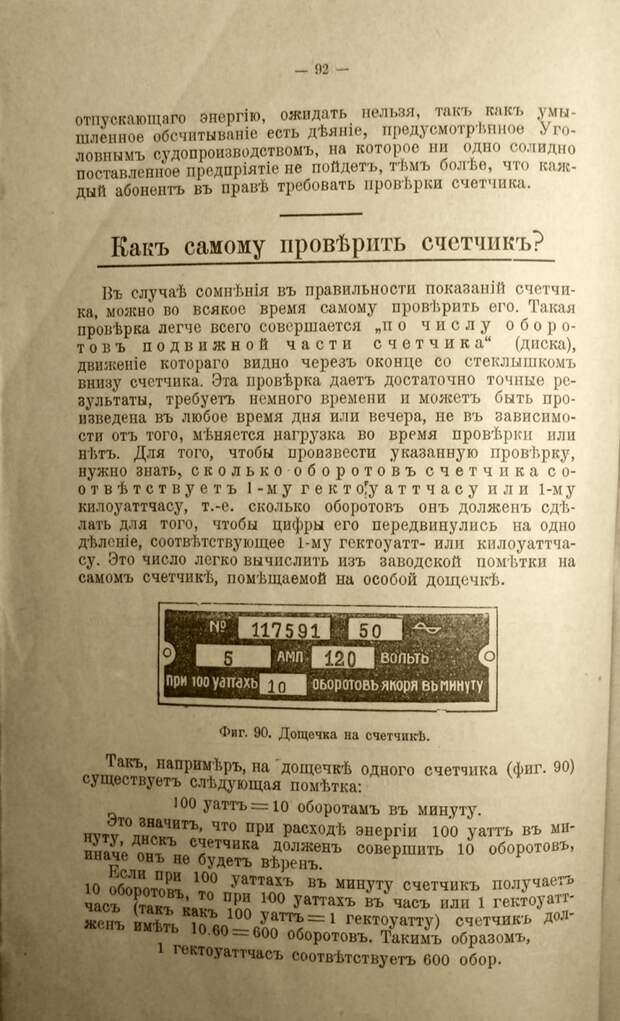 — 92 —
отпускающаго энергію, ожидать нельзя, такъ какъ умы-
шленное обсчитываніе есть дѣяніе, предусмотрѣнное Уго-
ловнымъ судопроизводствомъ, на которое ни одно солидно
поставленное предпріятіе не пойдетъ, тѣмъ болѣе, что каж-
дый абонентъ въ правѣ требовать провѣрки счетчика.
Какъ самому провѣрить счетчикъ?
Въ случаѣ сомнѣнія въ правильности показаній счетчи-
ка, можно во всякое время самому провѣрить его. Такая
провѣрка легче всего совершается „по числу оборо-
товъ подвижной части счетчика“ (диска),
движеніе котораго видно черезъ оконце со стеклышкомъ
внизу счетчика. Эта провѣрка даетъ достаточно точные ре-
зультаты, требуетъ немного времени и можетъ быть про-
изведена въ любое время дня или вечера, не въ зависимо-
сти отъ того, мѣняется нагрузка во время провѣрки или
нѣтъ. Для того, чтобы произвести указанную провѣрку,
нужно знать, сколько оборотовъ счетчика со-
отвѣтствуетъ 1-му гектоуаттчасу или 1-му
килоуаттчасу, т.-е. сколько оборотовъ онъ долженъ сдѣ-
лать для того, чтобы цифры его передвинулись на одно
дѣленіе, соотвѣтствующее 1-му гектоуатт- или килоуаттча-
су. Это число легко вычислить изъ заводской помѣтки на
самомъ счетчикѣ, помѣщаемой на особой дощечкѣ.
№ 117591 50
5 АМП 120 ВОЛЬТЬ
при 100 уаттахъ 10 оборотовъ якоря въ минуту
Фиг. 90. Дощечка на счетчикѣ.
Такъ, напримѣръ, на дощечкѣ одного счетчика (фиг. 90)
существуетъ слѣдующая помѣтка:
100 уаттъ = 10 оборотамъ въ минуту.
Это значитъ, что при расходѣ энергіи 100 уаттъ въ ми-
нуту, дискъ счетчика долженъ совершить 10 оборотовъ,
иначе онъ не будетъ вѣренъ.
Если при 100 уаттахъ въ минуту счетчикъ получаетъ
10 оборотовъ, то при 100 уаттахъ въ часъ или 1 гектоуатт-
часъ (такъ какъ 100 уаттъ = 1 гектоуатту) счетчикъ дол-
женъ имѣть 10.60 = 600 оборотовъ. Такимъ образомъ,
1 гектоуаттчасъ соотвѣтствуетъ 600 обор.